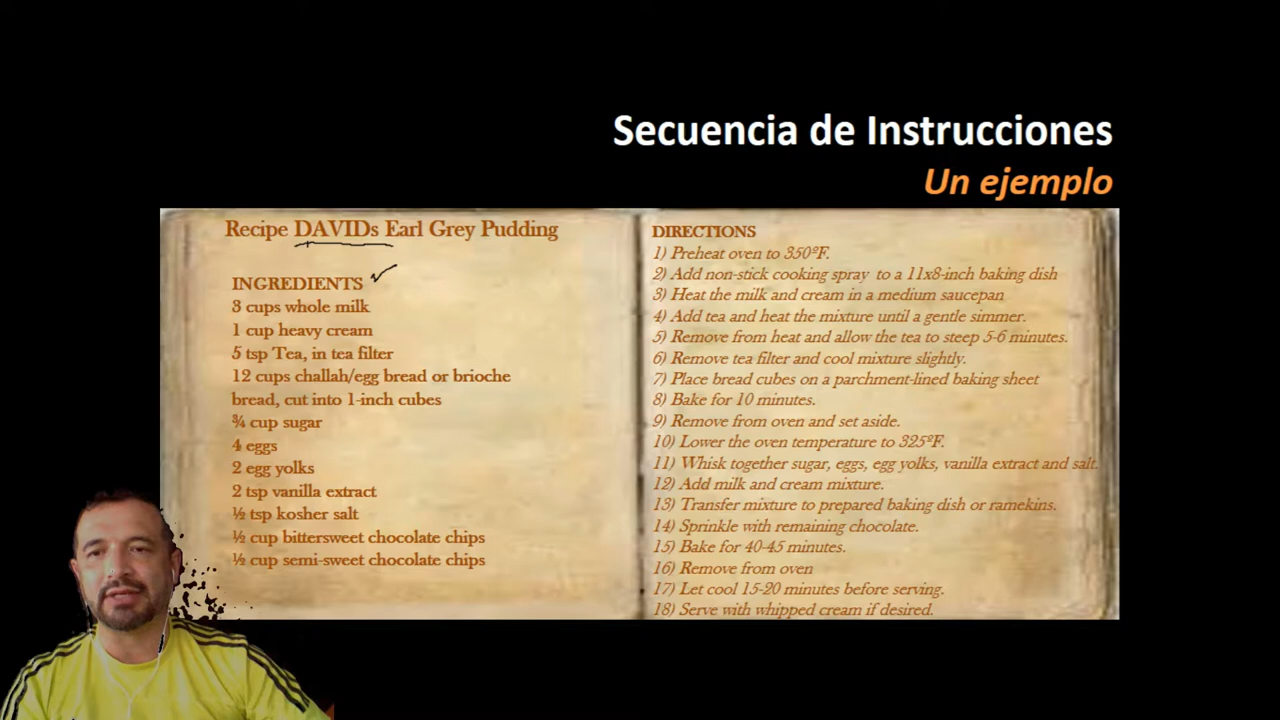 Secuencia de Instrucciones
Un ejemplo
Recipe DAVIDs Earl Grey Pudding
INGREDIENTS
3 cups whole milk
1 cup heavy cream
5 tsp Tea, in tea filter
12 cups challah/egg bread or brioche
bread, cut into 1-inch cubes
¾ cup sugar
4 eggs
2 egg yolks
2 tsp vanilla extract
½ tsp kosher salt
½ cup bittersweet chocolate chips
½ cup semi-sweet chocolate chips
DIRECTIONS
1) Preheat oven to 350ºF.
2) Add non-stick cooking spray to a 11x8-inch baking dish
3) Heat the milk and cream in a medium saucepan
4) Add tea and heat the mixture until a gentle simmer.
5) Remove from heat and allow the tea to steep 5-6 minutes.
6) Remove tea filter and cool mixture slightly.
7) Place bread cubes on a parchment-lined baking sheet
8) Bake for 10 minutes.
9) Remove from oven and set aside.
10) Lower the oven temperature to 325ºF.
11) Whisk together sugar, eggs, egg yolks, vanilla extract and salt.
12) Add milk and cream mixture.
13) Transfer mixture to prepared baking dish or ramekins.
14) Sprinkle with remaining chocolate.
15) Bake for 40-45 minutes.
16) Remove from oven
17) Let cool 15-20 minutes before serving.
18) Serve with whipped cream if desired.